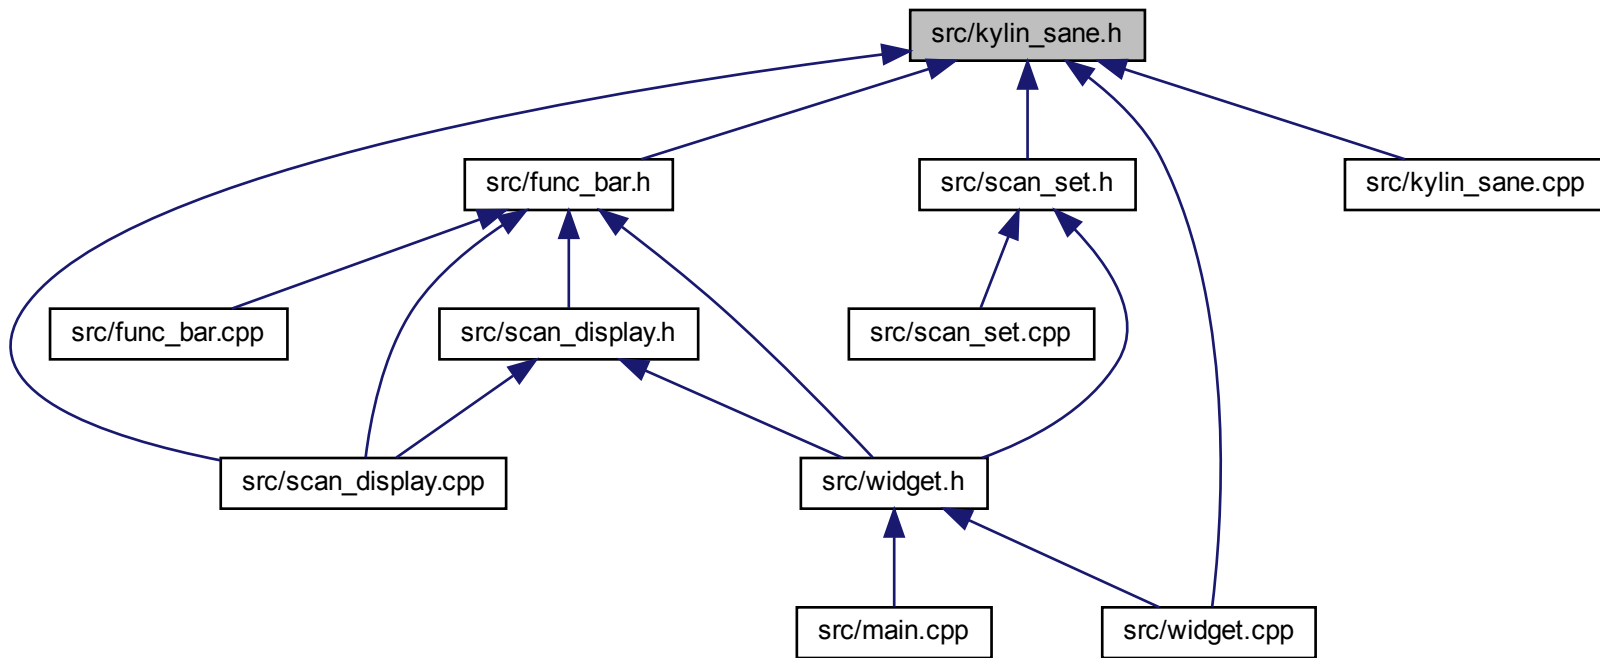 src/kylin_sane.h
src/func_bar.h
src/scan_set.h
src/kylin_sane.cpp
src/func_bar.cpp
src/scan_display.h
src/scan_set.cpp
src/scan_display.cpp
src/widget.h
src/main.cpp
src/widget.cpp